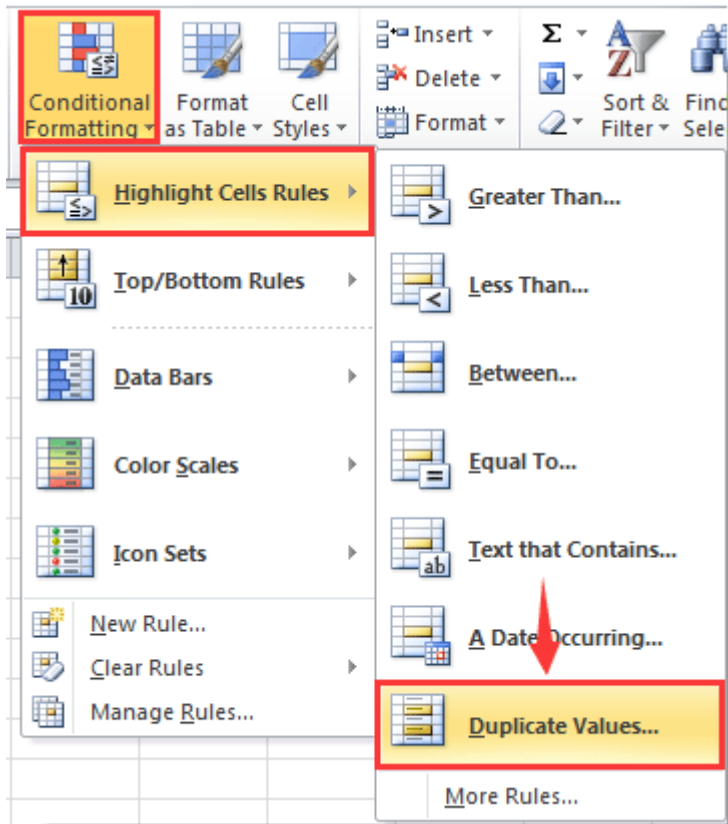 Conditional
Formatting
Format
as Table
Cell
Styles
Insert
Delete
Format
Σ
A
Z
Sort &
Filter
Find
Sele
Highlight Cells Rules
Top/Bottom Rules
10
Data Bars
Color Scales
Icon Sets
New Rule...
Clear Rules
Manage Rules...
Greater Than...
>
Less Than...
<
Between...
Equal To...
=
Text that Contains...
ab
A Date Occurring...
Duplicate Values...
More Rules...